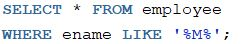 SELECT * FROM employee
WHERE ename LIKE '%M%';